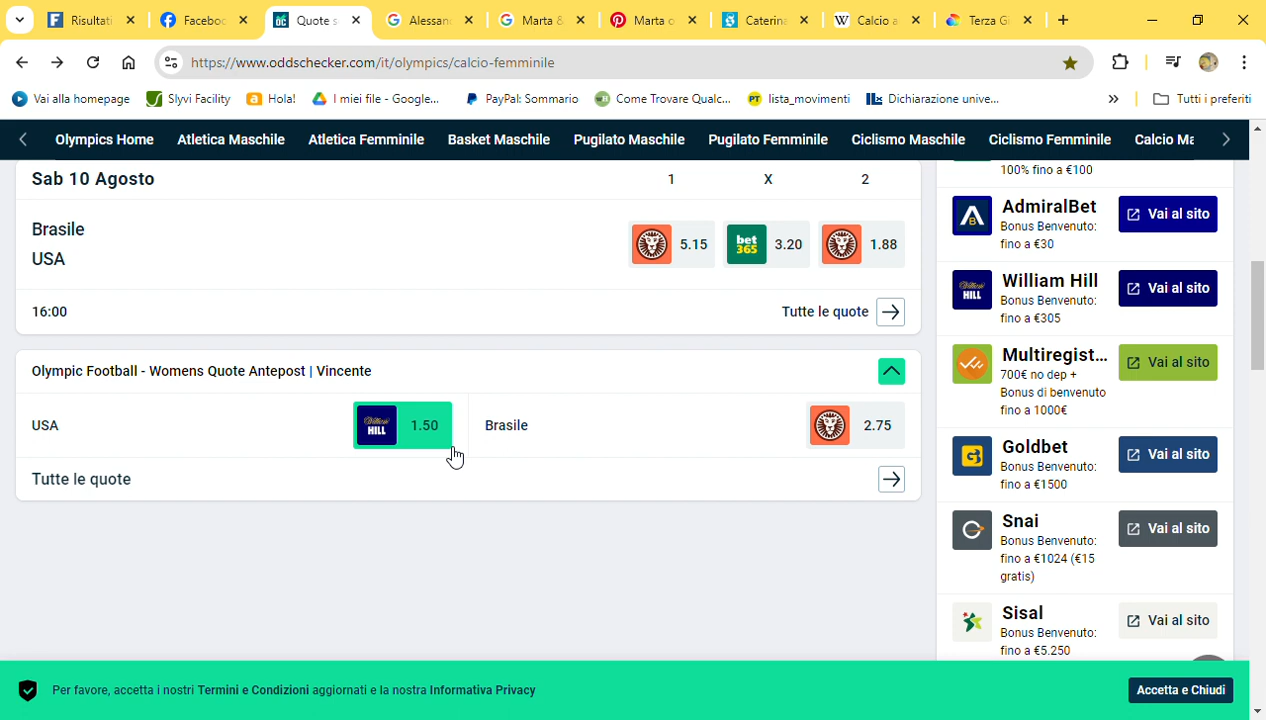 Risultati
Faceboo
Quote s
Alessan
Marta &
Marta o
Caterina
Calcio a
Terza Gi
https://www.oddschecker.com/it/olympics/calcio-femminile
Vai alla homepage
Slyvi Facility
Hola!
I miei file - Google...
PayPal: Sommario
Come Trovare Qualc...
lista_movimenti
Dichiarazione unive...
»
Tutti i preferiti
Olympics Home
Atletica Maschile
Atletica Femminile
Basket Maschile
Pugilato Maschile
Pugilato Femminile
Ciclismo Maschile
Ciclismo Femminile
Calcio Ma
Sab 10 Agosto
1
X
2
Brasile
USA
5.15
bet365
3.20
1.88
16:00
Tutte le quote
Olympic Football - Womens Quote Antepost | Vincente
USA
William HILL
1.50
Brasile
2.75
Tutte le quote
100% fino a €100
AdmiralBet
Bonus Benvenuto:
fino a €30
Vai al sito
William HILL
William Hill
Bonus Benvenuto:
fino a €305
Vai al sito
Multiregist...
700€ no dep +
Bonus di benvenuto
fino a 1000€
Vai al sito
Goldbet
Bonus Benvenuto:
fino a €1500
Vai al sito
Snai
Bonus Benvenuto:
fino a €1024 (€15
gratis)
Vai al sito
Sisal
Bonus Benvenuto:
fino a €5.250
Vai al sito
Per favore, accetta i nostri Termini e Condizioni aggiornati e la nostra Informativa Privacy
Accetta e Chiudi